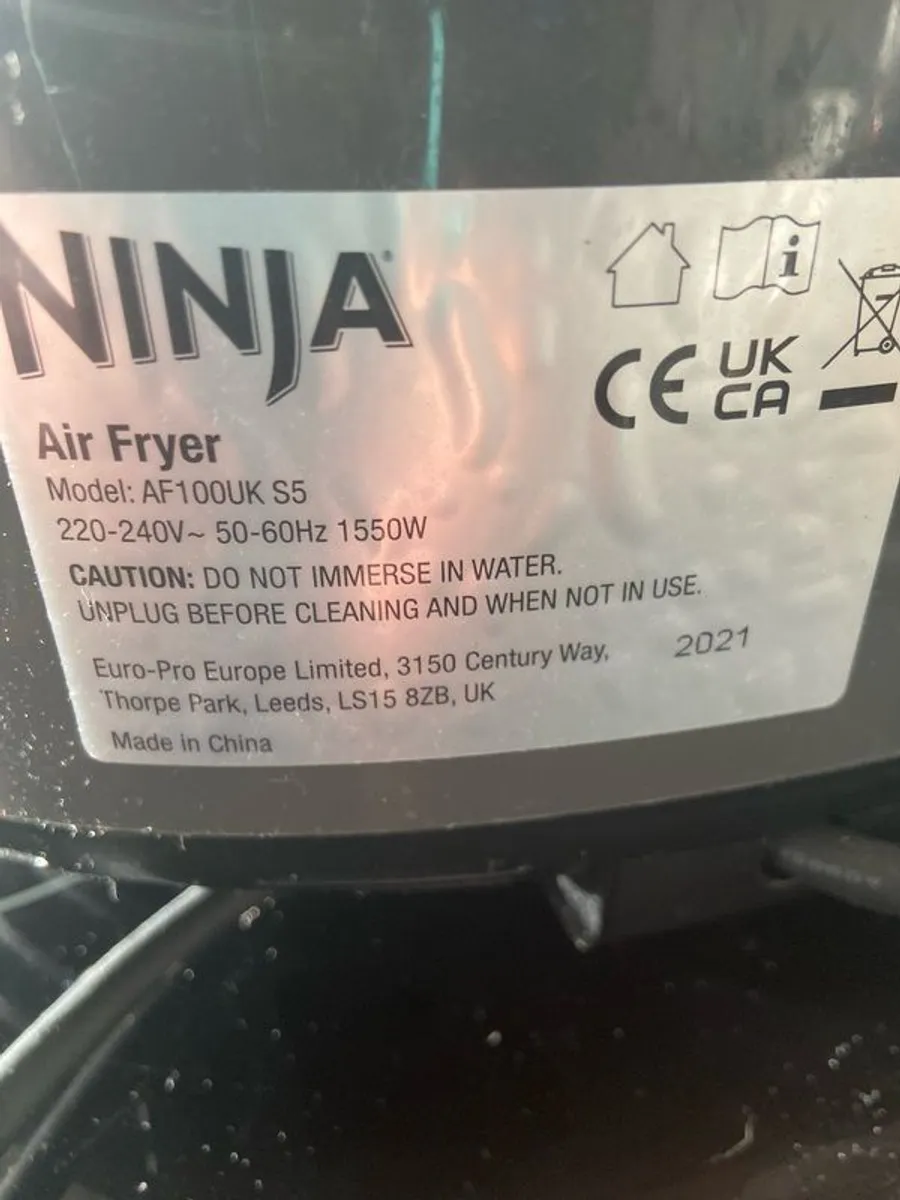 NINJA
Air Fryer
Model: AF100UK S5
220-240V~ 50-60Hz 1550W
CAUTION: DO NOT IMMERSE IN WATER.
UNPLUG BEFORE CLEANING AND WHEN NOT IN USE.
Euro-Pro Europe Limited, 3150 Century Way,
Thorpe Park, Leeds, LS15 8ZB, UK
2021
Made in China
i
CE
UK
CA